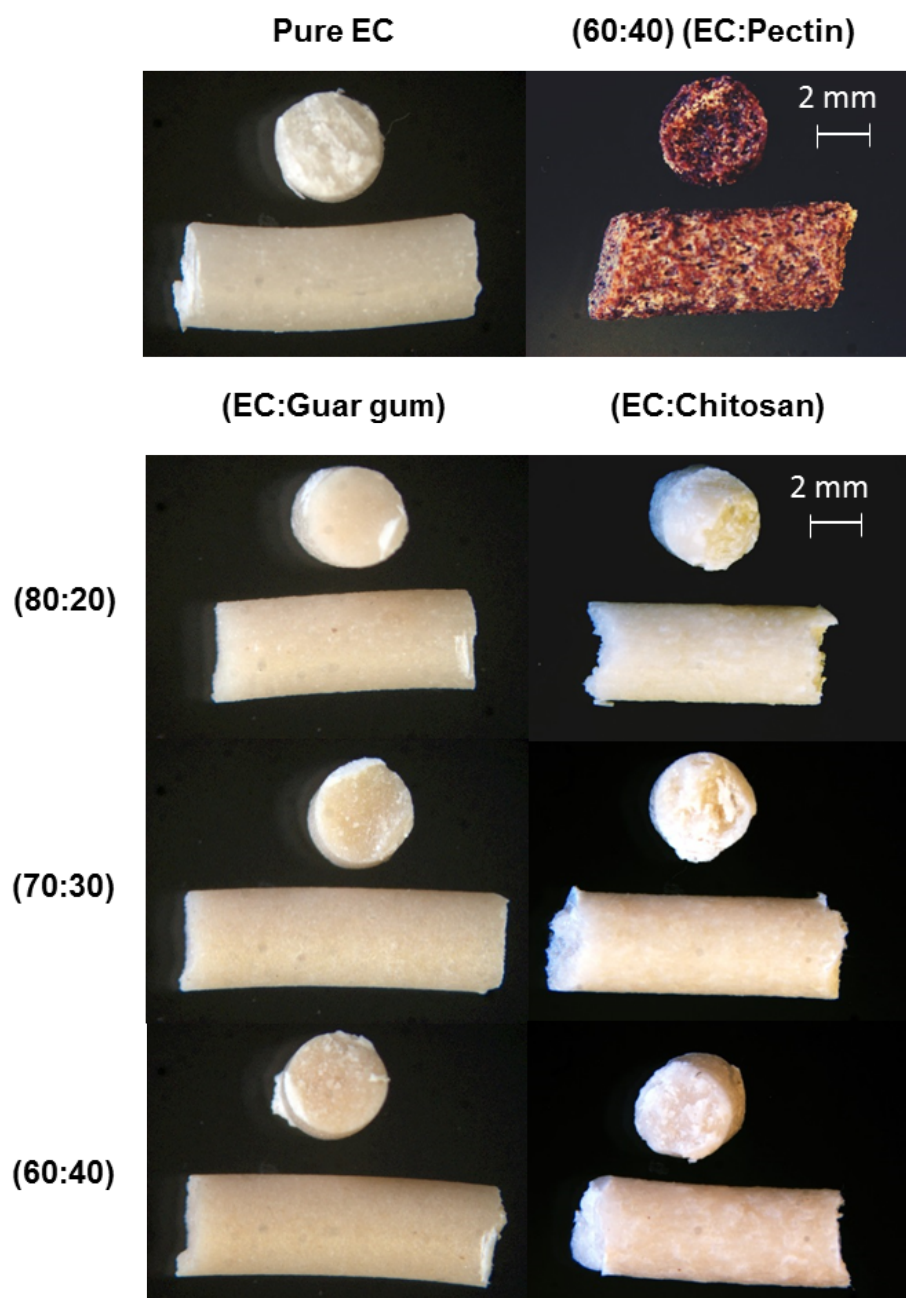 Pure EC
(60:40) (EC:Pectin)
2 mm
(EC:Guar gum)
(EC:Chitosan)
2 mm
(80:20)
(70:30)
(60:40)